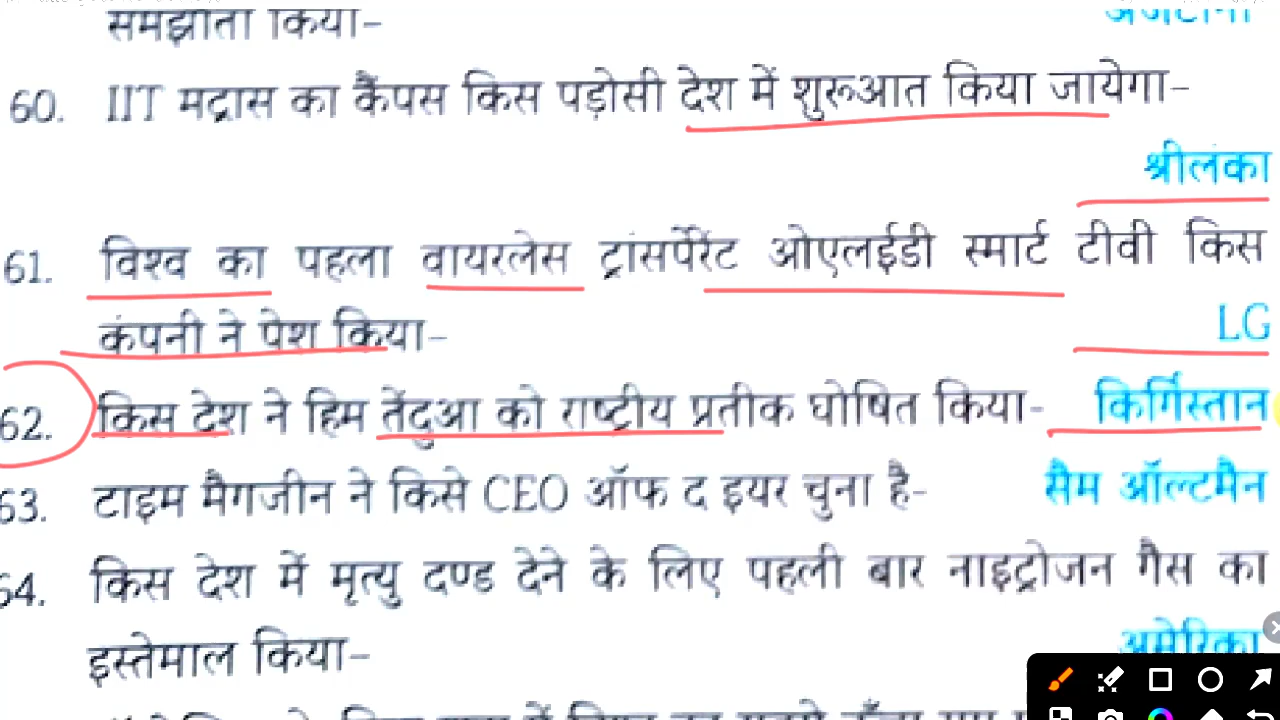 समझौता किया– अर्जेंटीना
60. IIT मद्रास का कैंपस किस पड़ोसी देश में शुरूआत किया जायेगा–
श्रीलंका
61. विश्व का पहला वायरलेस ट्रांसपेरेंट ओएलईडी स्मार्ट टीवी किस
कंपनी ने पेश किया– LG
62. किस देश ने हिम तेंदुआ को राष्ट्रीय प्रतीक घोषित किया- किर्गिस्तान
63. टाइम मैगजीन ने किसे CEO ऑफ द इयर चुना है- सैम ऑल्टमैन
64. किस देश में मृत्यु दण्ड देने के लिए पहली बार नाइट्रोजन गैस का
इस्तेमाल किया– अमेरिका